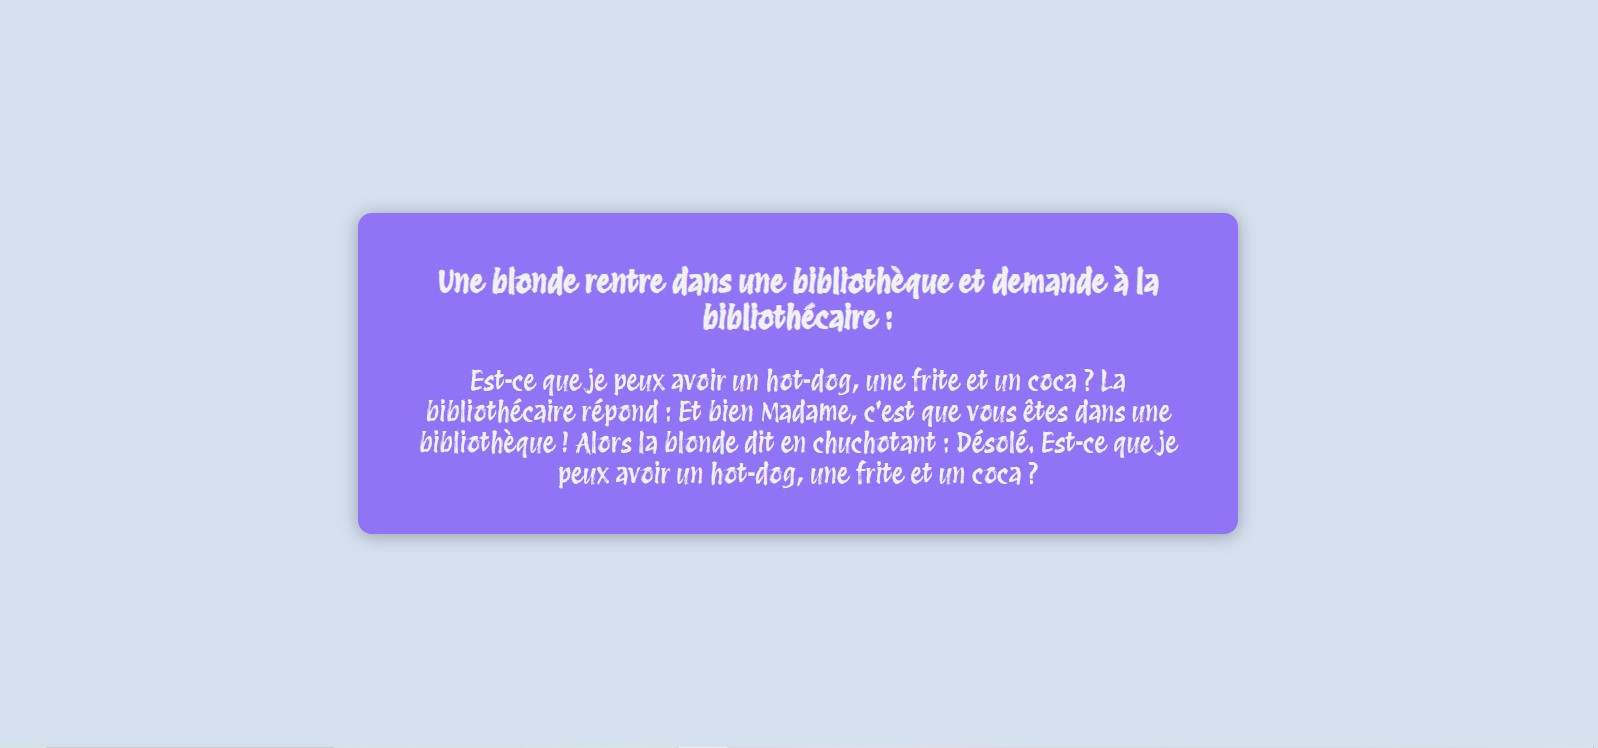 Une blonde rentre dans une bibliothèque et demande à la
bibliothécaire :
Est-ce que je peux avoir un hot-dog, une frite et un coca ? La
bibliothécaire répond : Et bien Madame, c'est que vous êtes dans une
bibliothèque ! Alors la blonde dit en chuchotant : Désolé. Est-ce que je
peux avoir un hot-dog, une frite et un coca ?